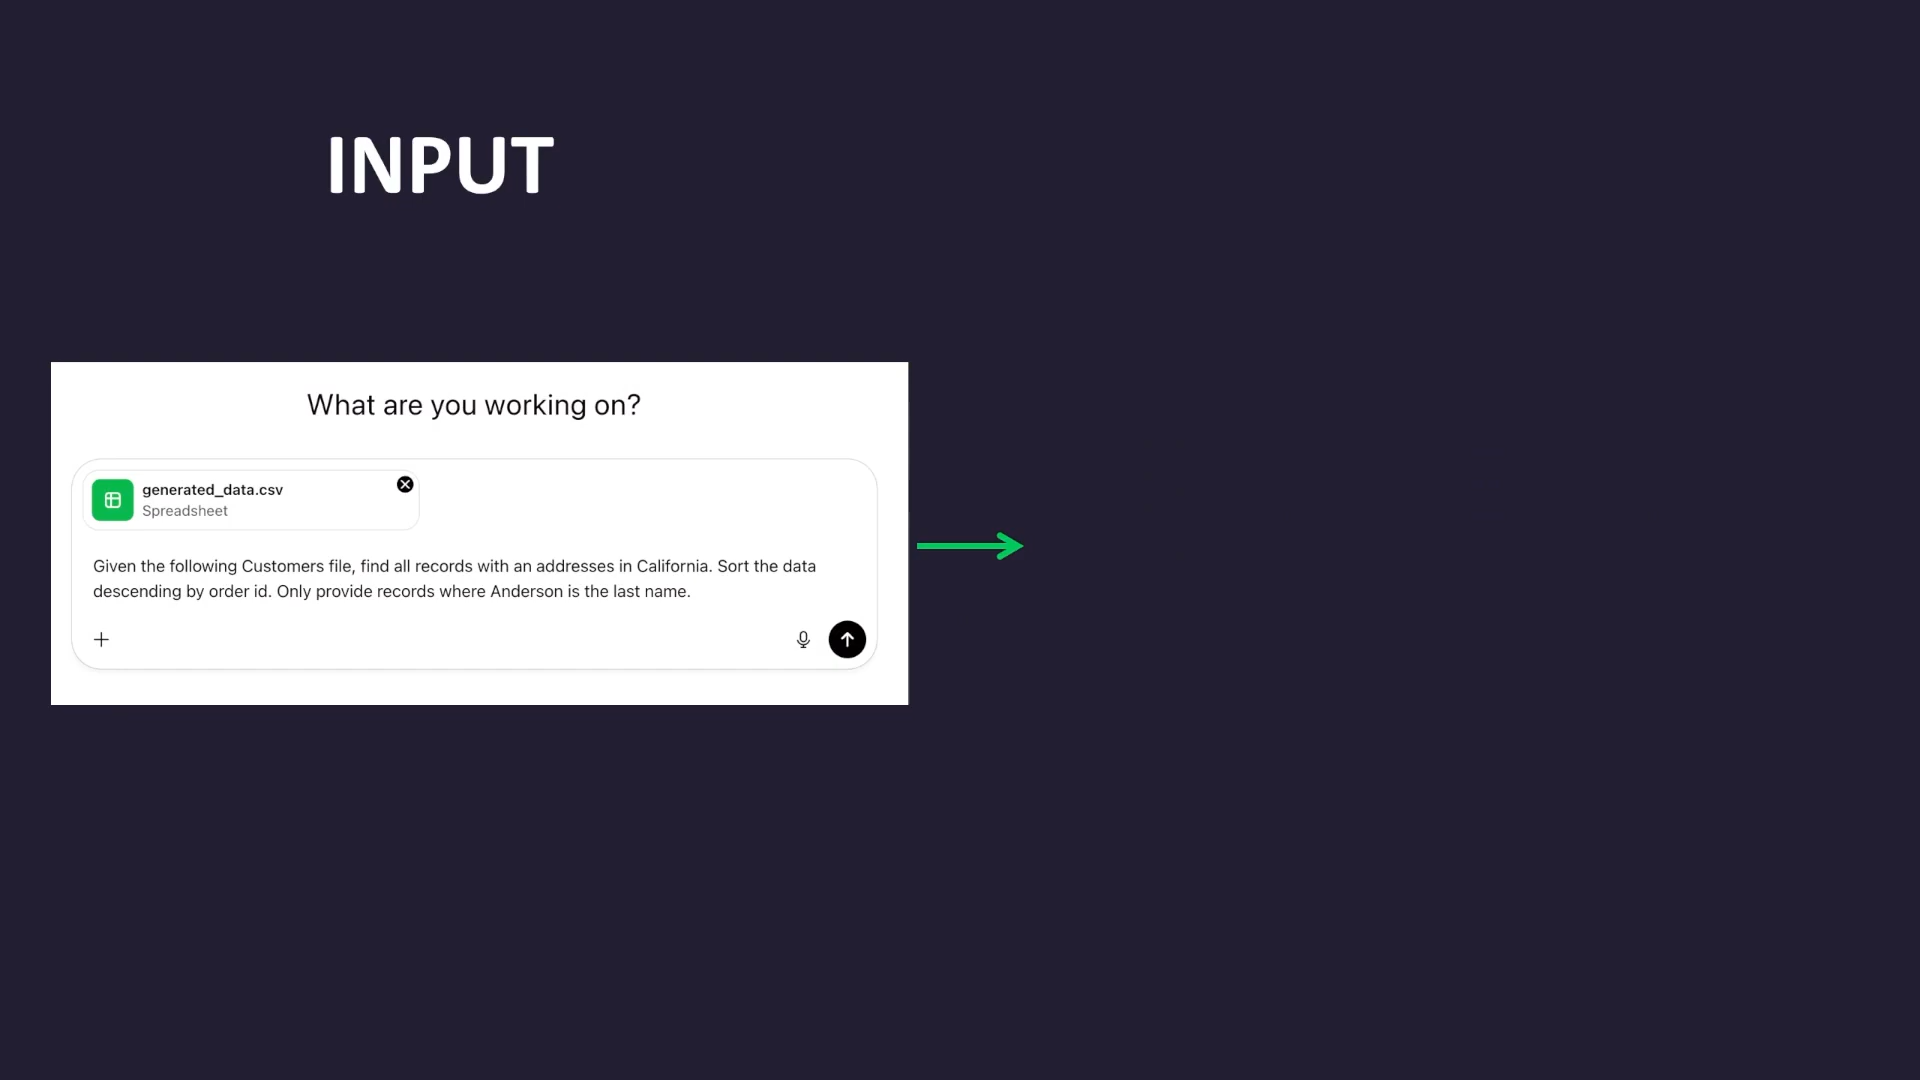 INPUT
What are you working on?
generated_data.csv
Spreadsheet
Given the following Customers file, find all records with an addresses in California. Sort the data
descending by order id. Only provide records where Anderson is the last name.